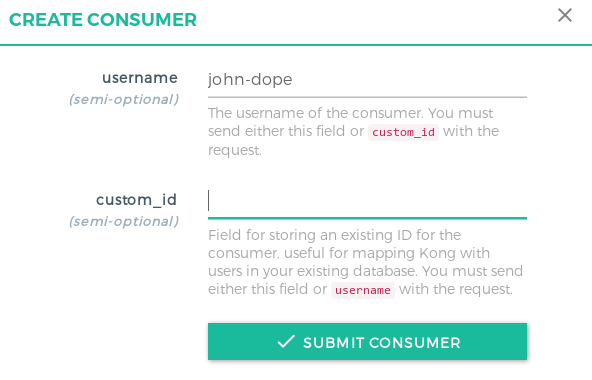 CREATE CONSUMER
username
john-dope
(semi-optional)
The username of the consumer. You must
send either this field or custom_id with the
request.
custom_id
(semi-optional)
Field for storing an existing ID for the
consumer, useful for mapping Kong with
users in your existing database. You must send
either this field or username with the request.
SUBMIT CONSUMER